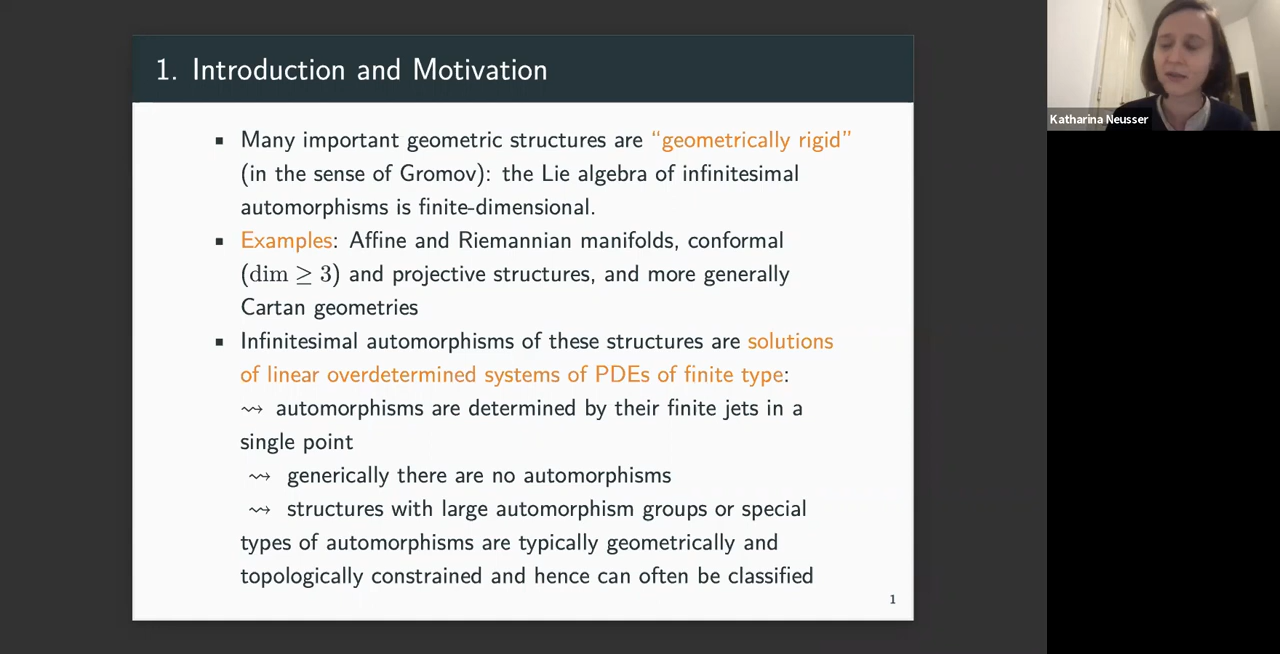 1. Introduction and Motivation
▪ Many important geometric structures are “geometrically rigid”
(in the sense of Gromov): the Lie algebra of infinitesimal
automorphisms is finite-dimensional.
▪ Examples: Affine and Riemannian manifolds, conformal
(dim ≥ 3) and projective structures, and more generally
Cartan geometries
▪ Infinitesimal automorphisms of these structures are solutions
of linear overdetermined systems of PDEs of finite type:
⇝ automorphisms are determined by their finite jets in a
single point
⇝ generically there are no automorphisms
⇝ structures with large automorphism groups or special
types of automorphisms are typically geometrically and
topologically constrained and hence can often be classified
1
Katharina Neusser